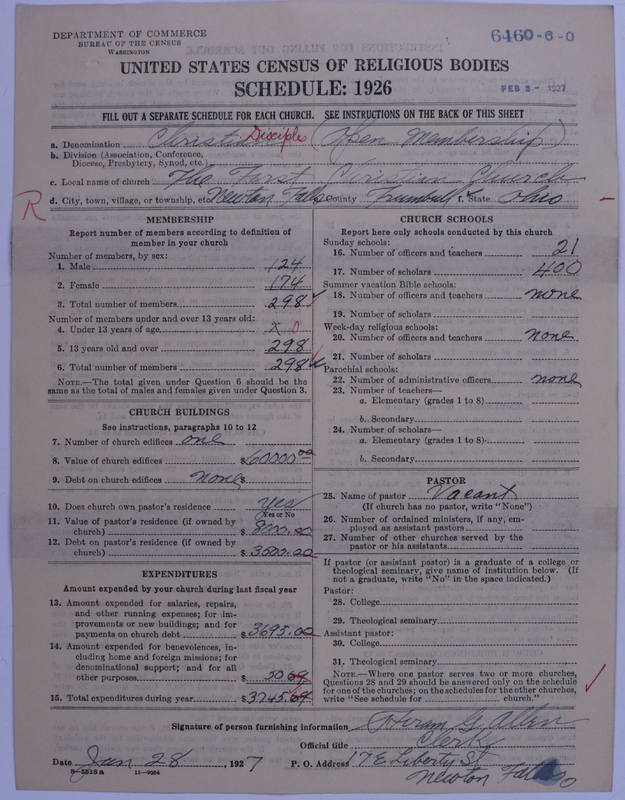 DEPARTMENT OF COMMERCE
BUREAU OF THE CENSUS
WASHINGTON
6460-6-0
UNITED STATES CENSUS OF RELIGIOUS BODIES
SCHEDULE: 1926
FEB 3- 1927
FILL OUT A SEPARATE SCHEDULE FOR EACH CHURCH. SEE INSTRUCTIONS ON THE BACK OF THIS SHEET
a. Denomination Christian Disciples (Open Membership)
b. Division (Association, Conference, Diocese, Presbytery, Synod, etc.)
c. Local name of church The First Christian Church
R
d. City, town, village, or township, etc. Newton Falls County Trumbull f. State Ohio
MEMBERSHIP
Report number of members according to definition of
member in your church
Number of members, by sex:
1. Male 124
2. Female 174
3. Total number of members 298
Number of members under and over 13 years old:
4. Under 13 years of age x 0
5. 13 years old and over 298
6. Total number of members 298
NOTE.—The total given under Question 6 should be the
same as the total of males and females given under Question 3.
CHURCH BUILDINGS
See instructions, paragraphs 10 to 12
7. Number of church edifices one
8. Value of church edifices $60000.00
9. Debt on church edifices none $
10. Does church own pastor's residence Yes
Yes or No
11. Value of pastor's residence (if owned by
church) $ 8000.00
12. Debt on pastor's residence (if owned by
church) $ 3500.00
EXPENDITURES
Amount expended by your church during last fiscal year
13. Amount expended for salaries, repairs,
and other running expenses; for im-
provements or new buildings; and for
payments on church debt $3695.00
14. Amount expended for benevolences, in-
cluding home and foreign missions; for
denominational support; and for all
other purposes $ 50.69
15. Total expenditures during year $3745.69
CHURCH SCHOOLS
Report here only schools conducted by this church
Sunday schools:
16. Number of officers and teachers 21
17. Number of scholars 400
Summer vacation Bible schools:
18. Number of officers and teachers none
19. Number of scholars
Week-day religious schools:
20. Number of officers and teachers none
21. Number of scholars
Parochial schools:
22. Number of administrative officers none
23. Number of teachers—
a. Elementary (grades 1 to 8)
b. Secondary
24. Number of scholars—
a. Elementary (grades 1 to 8)
b. Secondary
PASTOR
25. Name of pastor Vacant
(If church has no pastor, write "None")
26. Number of ordained ministers, if any, em-
ployed as assistant pastors
27. Number of other churches served by the
pastor or his assistants
If pastor (or assistant pastor) is a graduate of a college or
theological seminary, give name of institution below. (If
not a graduate, write "No" in the space indicated.)
Pastor:
28. College
29. Theological seminary
Assistant pastor:
30. College
31. Theological seminary
NOTE.—Where one pastor serves two or more churches,
Questions 28 and 29 should be answered only on the schedule
for one of the churches; on the schedules for the other churches,
write "See schedule for church."
Signature of person furnishing information Hiram G Allen
Official title Clerk
Date Jan 28, 1927 P. O. Address 17 E Liberty St
8-5518a 11-9084
Newton Falls O